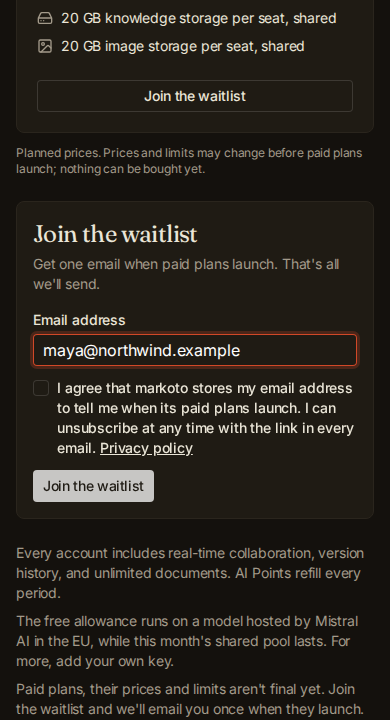 20 GB knowledge storage per seat, shared
20 GB image storage per seat, shared
Join the waitlist
Planned prices. Prices and limits may change before paid plans
launch; nothing can be bought yet.
Join the waitlist
Get one email when paid plans launch. That's all
we'll send.
Email address
maya@northwind.example
I agree that markoto stores my email address
to tell me when its paid plans launch. I can
unsubscribe at any time with the link in every
email. Privacy policy
Join the waitlist
Every account includes real-time collaboration, version
history, and unlimited documents. AI Points refill every
period.
The free allowance runs on a model hosted by Mistral
AI in the EU, while this month's shared pool lasts. For
more, add your own key.
Paid plans, their prices and limits aren't final yet. Join
the waitlist and we'll email you once when they launch.